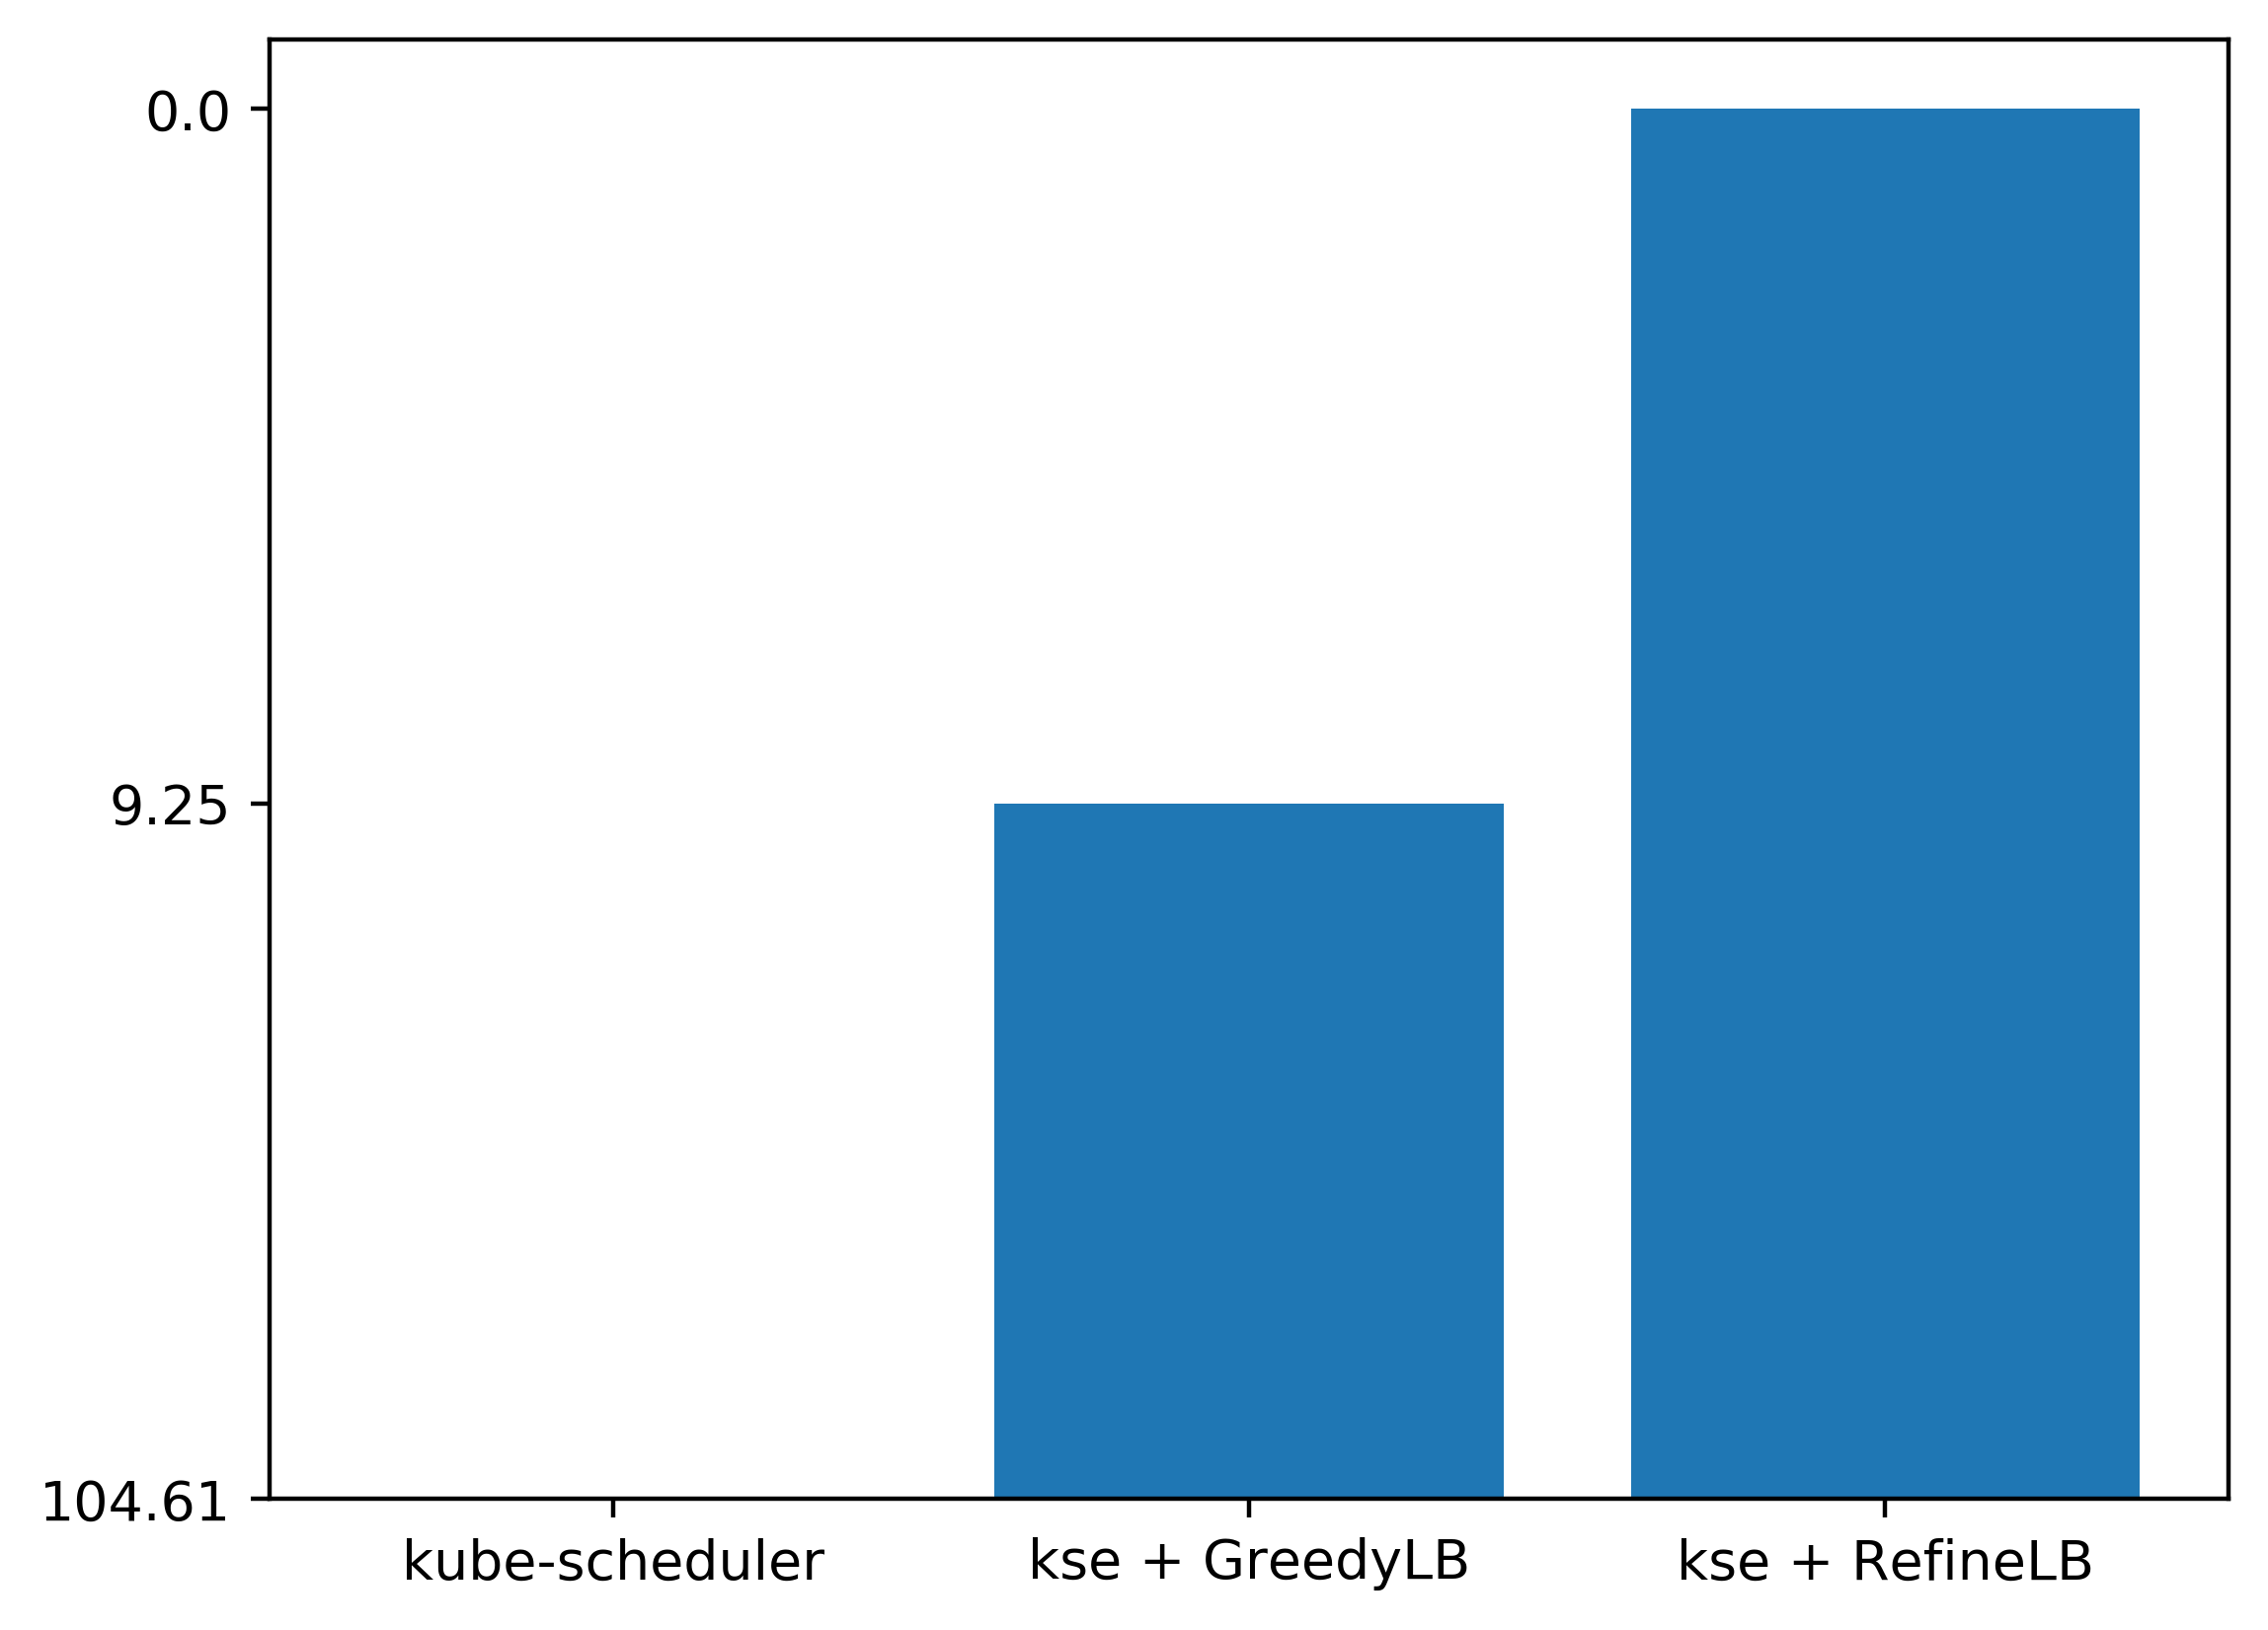 0.0
9.25
104.61
kube-scheduler
kse + GreedyLB
kse + RefineLB